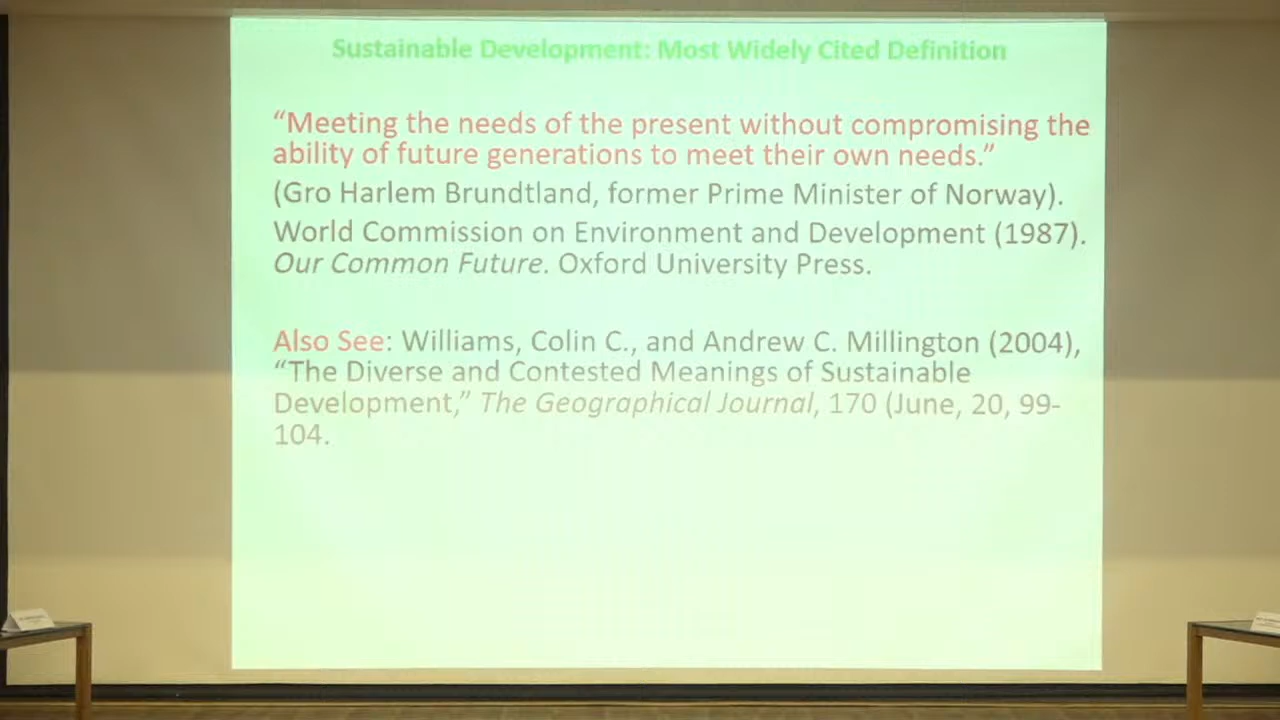 Sustainable Development: Most Widely Cited Definition
“Meeting the needs of the present without compromising the
ability of future generations to meet their own needs.”
(Gro Harlem Brundtland, former Prime Minister of Norway).
World Commission on Environment and Development (1987).
Our Common Future. Oxford University Press.
Also See: Williams, Colin C., and Andrew C. Millington (2004),
“The Diverse and Contested Meanings of Sustainable
Development,” The Geographical Journal, 170 (June, 20, 99-
104.